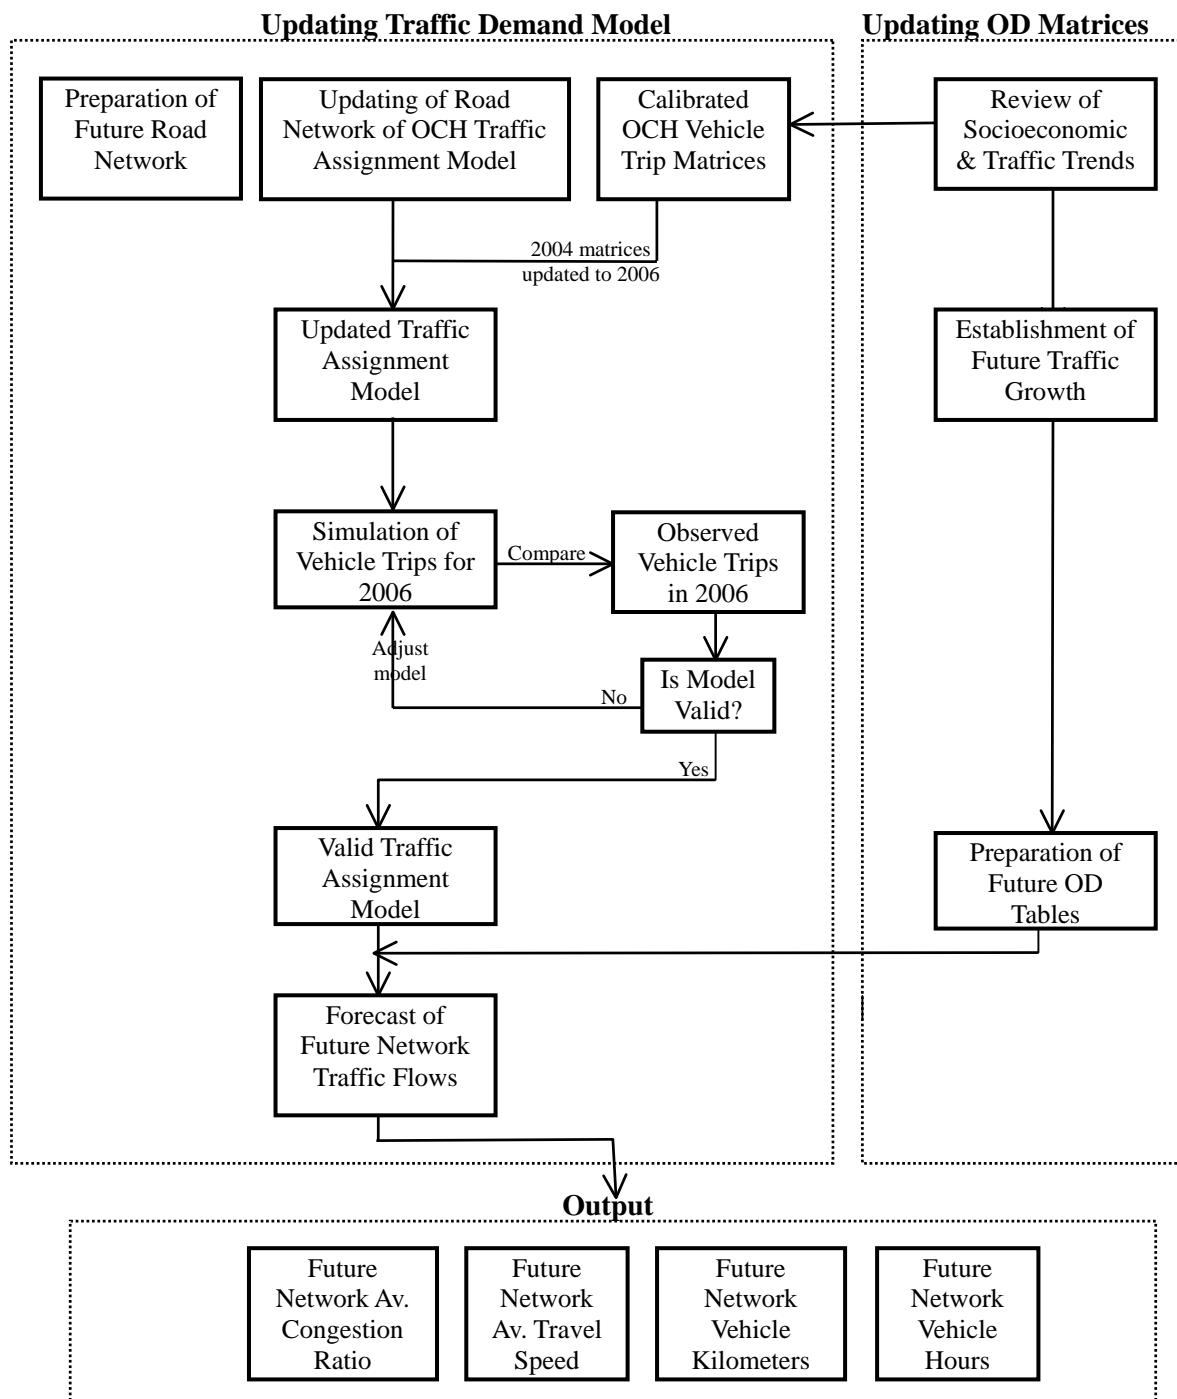 Updating Traffic Demand Model
Updating OD Matrices
Preparation of
Future Road
Network
Updating of Road
Network of OCH Traffic
Assignment Model
Calibrated
OCH Vehicle
Trip Matrices
Review of
Socioeconomic
& Traffic Trends
2004 matrices
updated to 2006
Updated Traffic
Assignment
Model
Establishment of
Future Traffic
Growth
Simulation of
Vehicle Trips for
2006
Compare
Observed
Vehicle Trips
in 2006
Adjust
model
No
Is Model
Valid?
Yes
Valid Traffic
Assignment
Model
Preparation of
Future OD
Tables
Forecast of
Future Network
Traffic Flows
Output
Future
Network Av.
Congestion
Ratio
Future
Network
Av. Travel
Speed
Future
Network
Vehicle
Kilometers
Future
Network
Vehicle
Hours